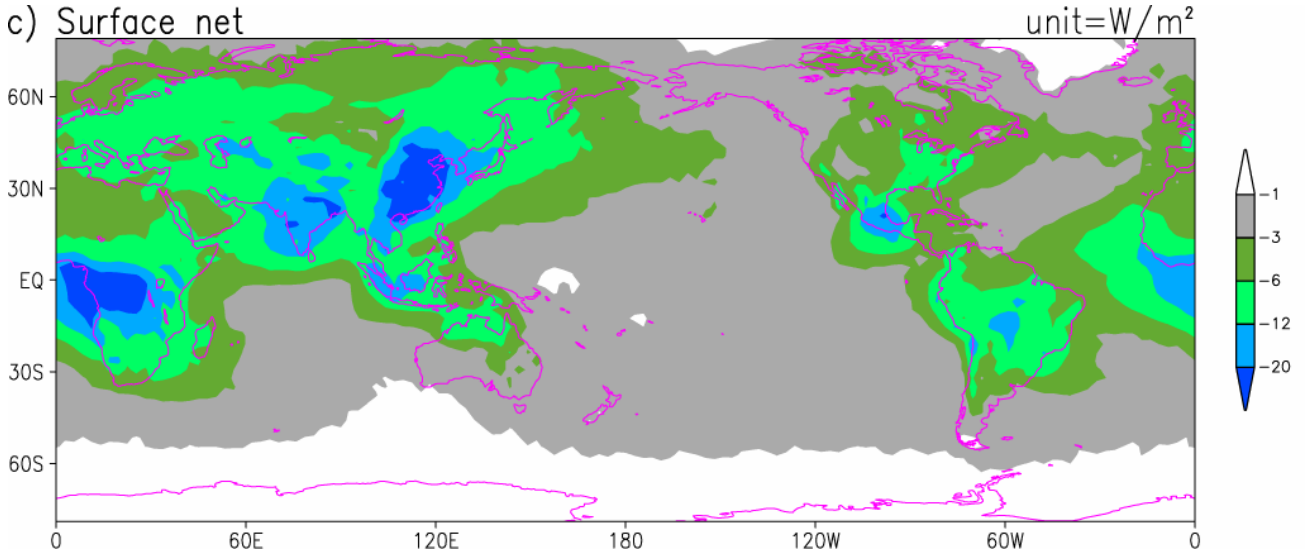 c) Surface net
unit=W/m²
60N
30N
EQ
30S
60S
0
60E
120E
180
120W
60W
0
-1
-3
-6
-12
-20